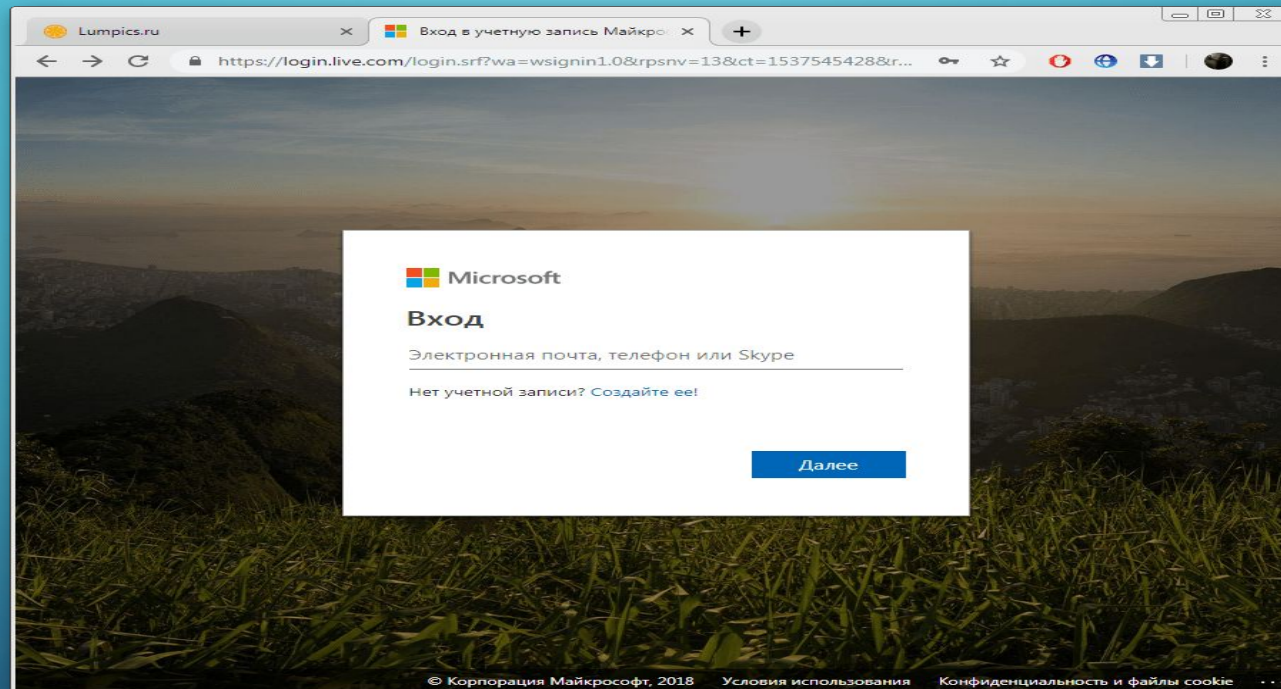 Lumpics.ru
Вход в учетную запись Майкро
https://login.live.com/login.srf?wa=wsignin1.0&rpsnv=13&ct=1537545428&r...
Microsoft
Вход
Электронная почта, телефон или Skype
Нет учетной записи? Создайте ее!
Далее
© Корпорация Майкрософт, 2018 Условия использования Конфиденциальность и файлы cookie ...